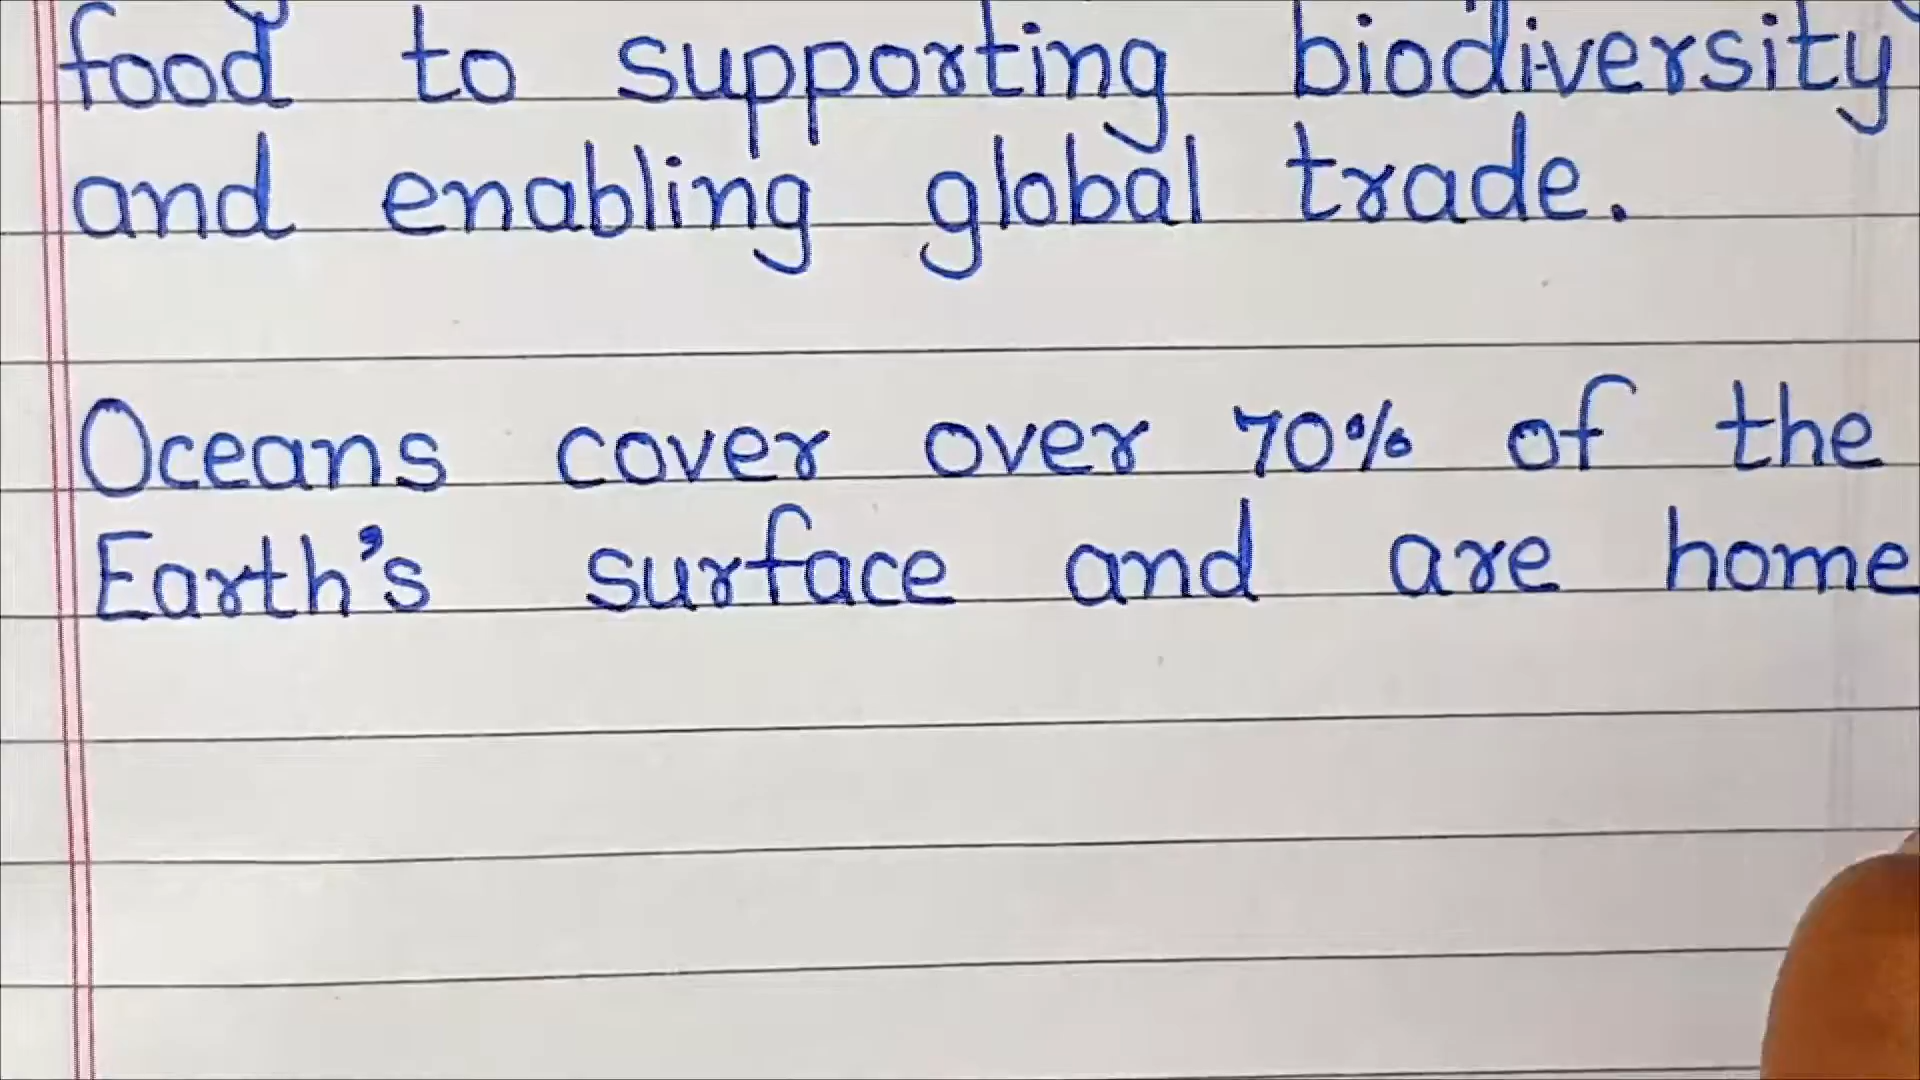 food to supporting biodiversity
and enabling global trade.
Oceans cover over 70% of the
Earth's surface and are home